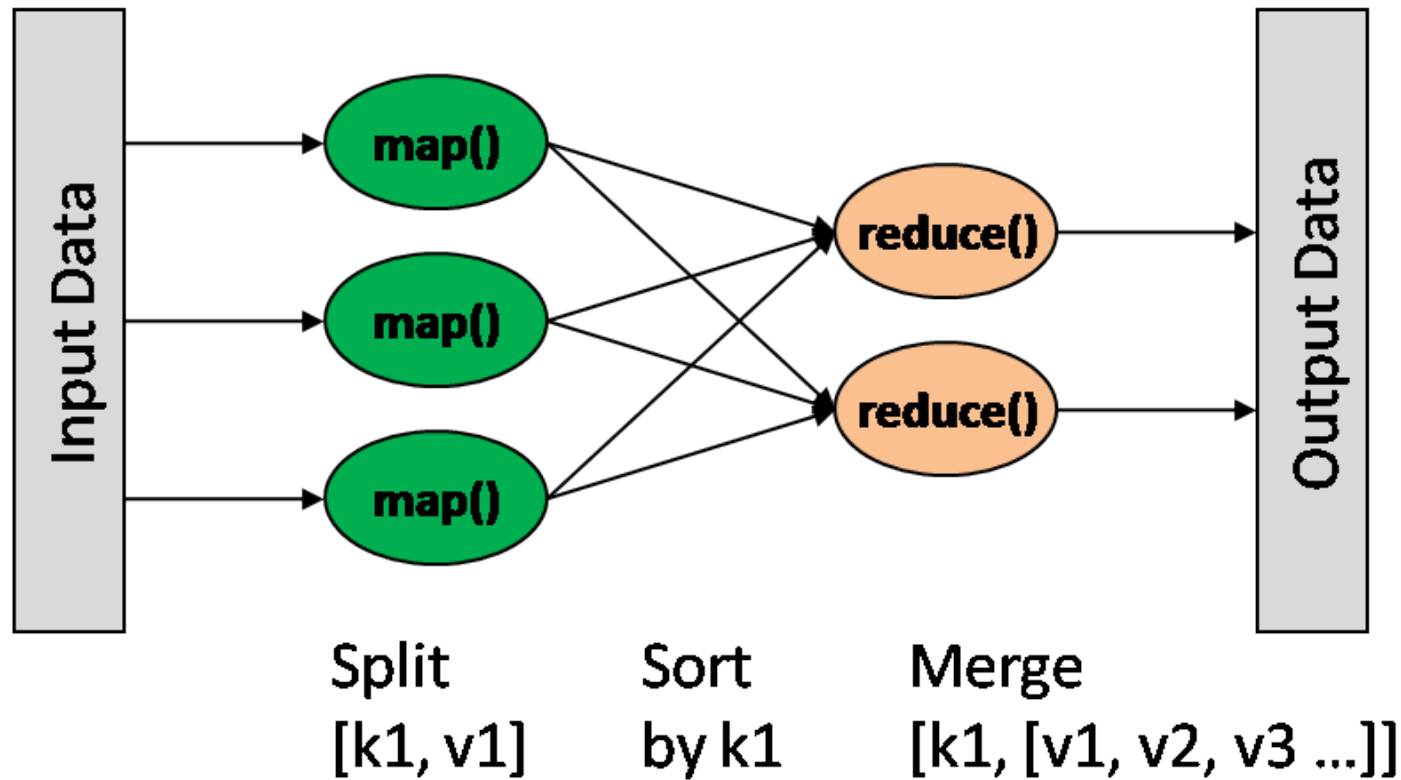 Input Data
map()
map()
map()
reduce()
reduce()
Output Data
Split
[k1, v1]
Sort
by k1
Merge
[k1, [v1, v2, v3 ...]]